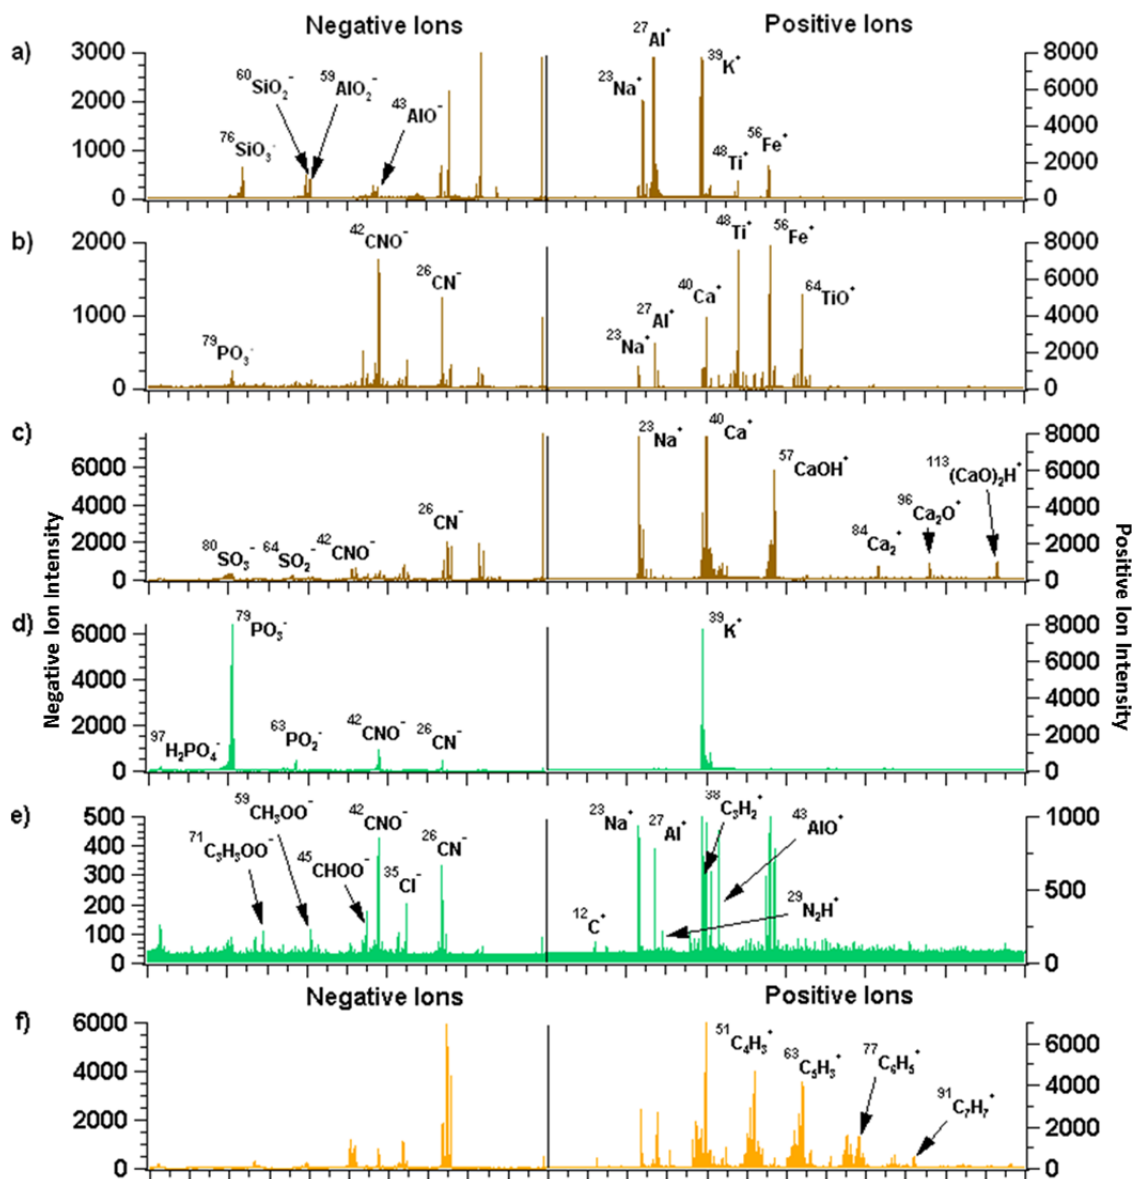 Negative Ions Positive Ions
a)
3000
2000
1000
0
⁷⁶SiO₃⁻
⁶⁰SiO₂⁻
⁵⁹AlO₂⁻
⁴³AlO⁻
²³Na⁺
²⁷Al⁺
³⁹K⁺
⁴⁸Ti⁺
⁵⁶Fe⁺
8000
6000
4000
2000
0
b)
2000
1000
0
⁷⁹PO₃⁻
⁴²CNO⁻
²⁶CN⁻
²³Na⁺
²⁷Al⁺
⁴⁰Ca⁺
⁴⁸Ti⁺
⁵⁶Fe⁺
⁶⁴TiO⁺
8000
6000
4000
2000
0
c)
6000
4000
2000
0
⁸⁰SO₃⁻
⁶⁴SO₂⁻
⁴²CNO⁻
²⁶CN⁻
²³Na⁺
⁴⁰Ca⁺
⁵⁷CaOH⁺
⁸⁴Ca₂⁺
⁹⁶Ca₂O⁺
¹¹³(CaO)₂H⁺
8000
6000
4000
2000
0
Negative Ion Intensity
Positive Ion Intensity
d)
6000
4000
2000
0
⁹⁷H₂PO₄⁻
⁷⁹PO₃⁻
⁶³PO₂⁻
⁴²CNO⁻
²⁶CN⁻
³⁹K⁺
8000
6000
4000
2000
0
e)
500
400
300
200
100
0
⁷¹C₃H₃OO⁻
⁵⁹CH₃OO⁻
⁴⁵CHOO⁻
⁴²CNO⁻
³⁵Cl⁻
²⁶CN⁻
¹²C⁺
²³Na⁺
²⁷Al⁺
³⁸C₃H₂⁺
⁴³AlO⁺
²⁹N₂H⁺
1000
500
0
Negative Ions Positive Ions
f)
6000
4000
2000
0
⁵¹C₄H₃⁺
⁶³C₅H₃⁺
⁷⁷C₆H₅⁺
⁹¹C₇H₇⁺
6000
4000
2000
0